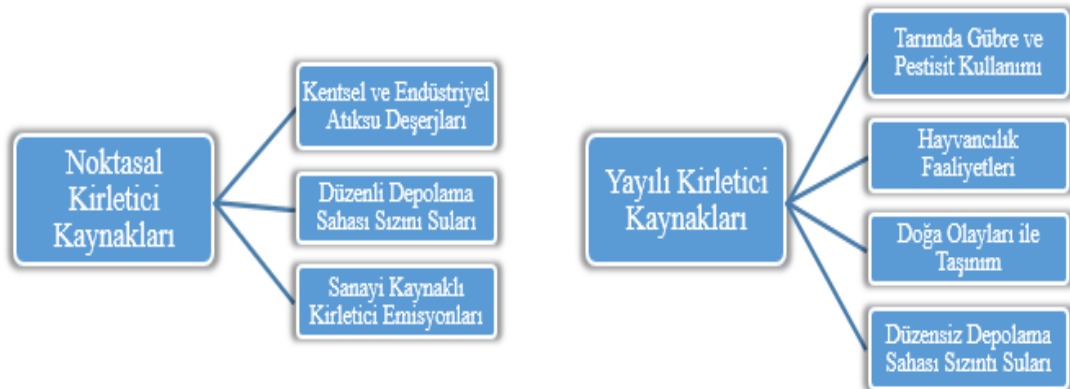 Noktasal
Kirletici
Kaynakları
Kentsel ve Endüstriyel
Atıksu Deşerjları
Düzenli Depolama
Sahası Sızını Suları
Sanayi Kaynaklı
Kirletici Emisyonları
Yayılı Kirletici
Kaynakları
Tarımda Gübre ve
Pestisit Kullanımı
Hayvancılık
Faaliyetleri
Doğa Olayları ile
Taşınım
Düzensiz Depolama
Sahası Sızıntı Suları